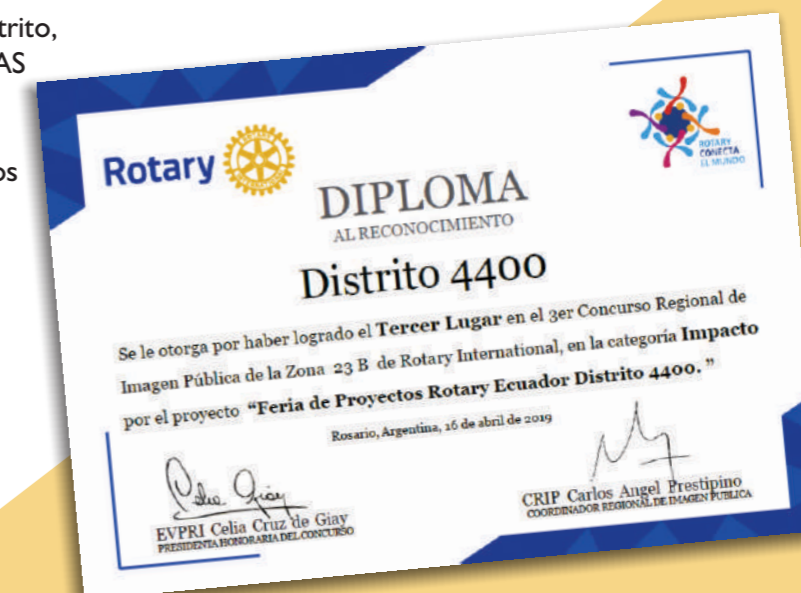 trito,
AS
os
Rotary
ROTARY
CONECTA
EL MUNDO
DIPLOMA
AL RECONOCIMIENTO
Distrito 4400
Se le otorga por haber logrado el Tercer Lugar en el 3er Concurso Regional de
Imagen Pública de la Zona 23 B de Rotary International, en la categoría Impacto
por el proyecto “Feria de Proyectos Rotary Ecuador Distrito 4400. ”
Rosario, Argentina, 16 de abril de 2019
EVPRI Celia Cruz de Giay
PRESIDENTA HONORARIA DEL CONCURSO
CRIP Carlos Angel Prestipino
COORDINADOR REGIONAL DE IMAGEN PUBLICA